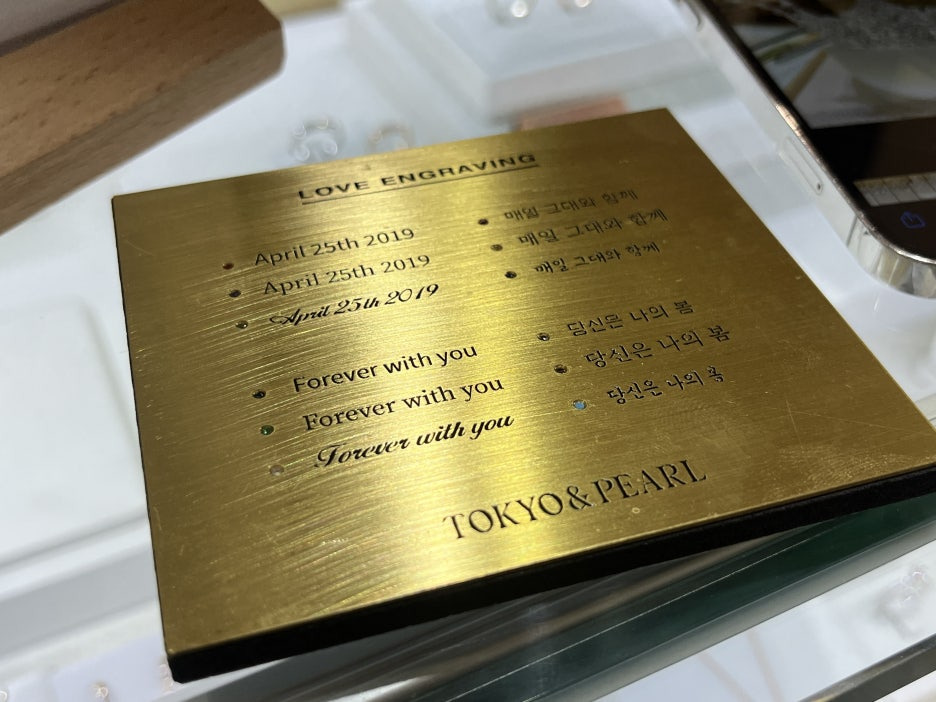 LOVE ENGRAVING
April 25th 2019
April 25th 2019
April 25th 2019
매일 그대와 함께
매일 그대와 함께
매일 그대와 함께
Forever with you
Forever with you
Forever with you
당신은 나의 봄
당신은 나의 봄
당신은 나의 봄
TOKYO & PEARL